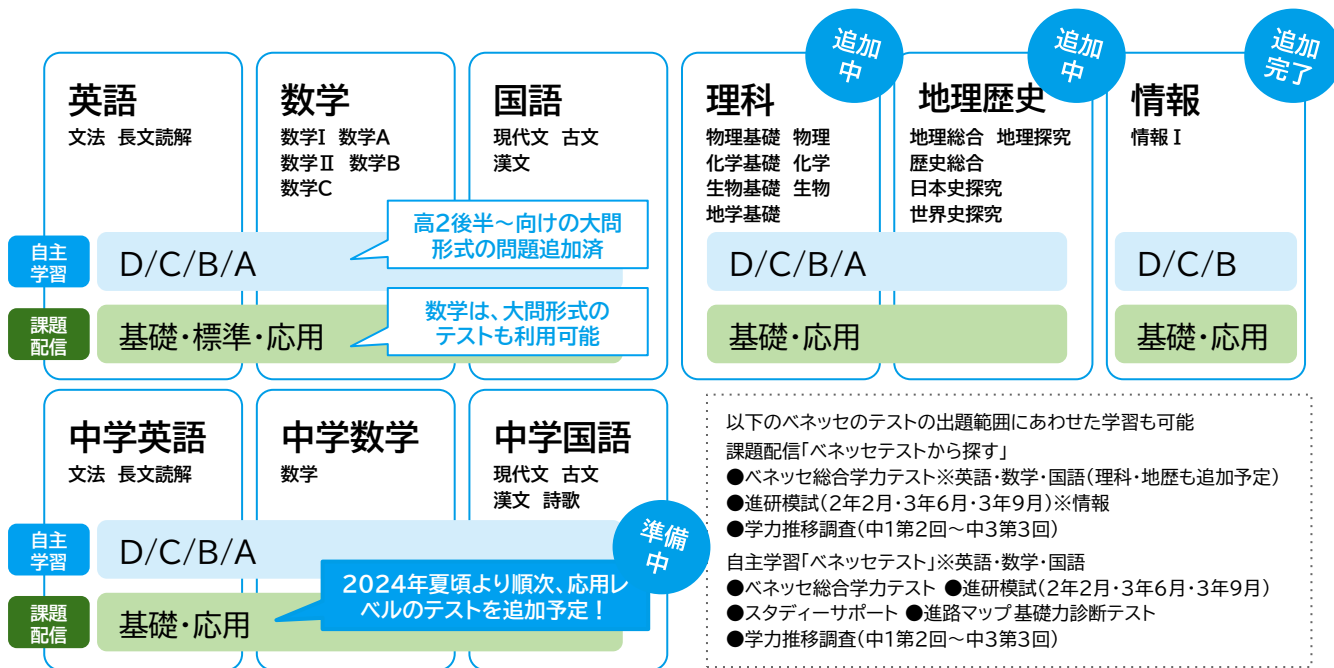 英語
文法 長文読解
数学
数学Ⅰ 数学A
数学Ⅱ 数学B
数学C
国語
現代文 古文
漢文
追加
中
理科
物理基礎 物理
化学基礎 化学
生物基礎 生物
地学基礎
追加
中
地理歴史
地理総合 地理探究
歴史総合
日本史探究
世界史探究
追加
完了
情報
情報Ⅰ
自主
学習
D/C/B/A
高2後半~向けの大問
形式の問題追加済
D/C/B/A
D/C/B
課題
配信
基礎・標準・応用
数学は、大問形式の
テストも利用可能
基礎・応用
基礎・応用
中学英語
文法 長文読解
中学数学
数学
中学国語
現代文 古文
漢文 詩歌
自主
学習
D/C/B/A
準備
中
課題
配信
基礎・応用
2024年夏頃より順次、応用レ
ベルのテストを追加予定!
以下のベネッセのテストの出題範囲にあわせた学習も可能
課題配信「ベネッセテストから探す」
●ベネッセ総合学力テスト※英語・数学・国語(理科・地歴も追加予定)
●進研模試(2年2月・3年6月・3年9月)※情報
●学力推移調査(中1第2回~中3第3回)
自主学習「ベネッセテスト」※英語・数学・国語
●ベネッセ総合学力テスト ●進研模試(2年2月・3年6月・3年9月)
●スタディーサポート ●進路マップ 基礎力診断テスト
●学力推移調査(中1第2回~中3第3回)